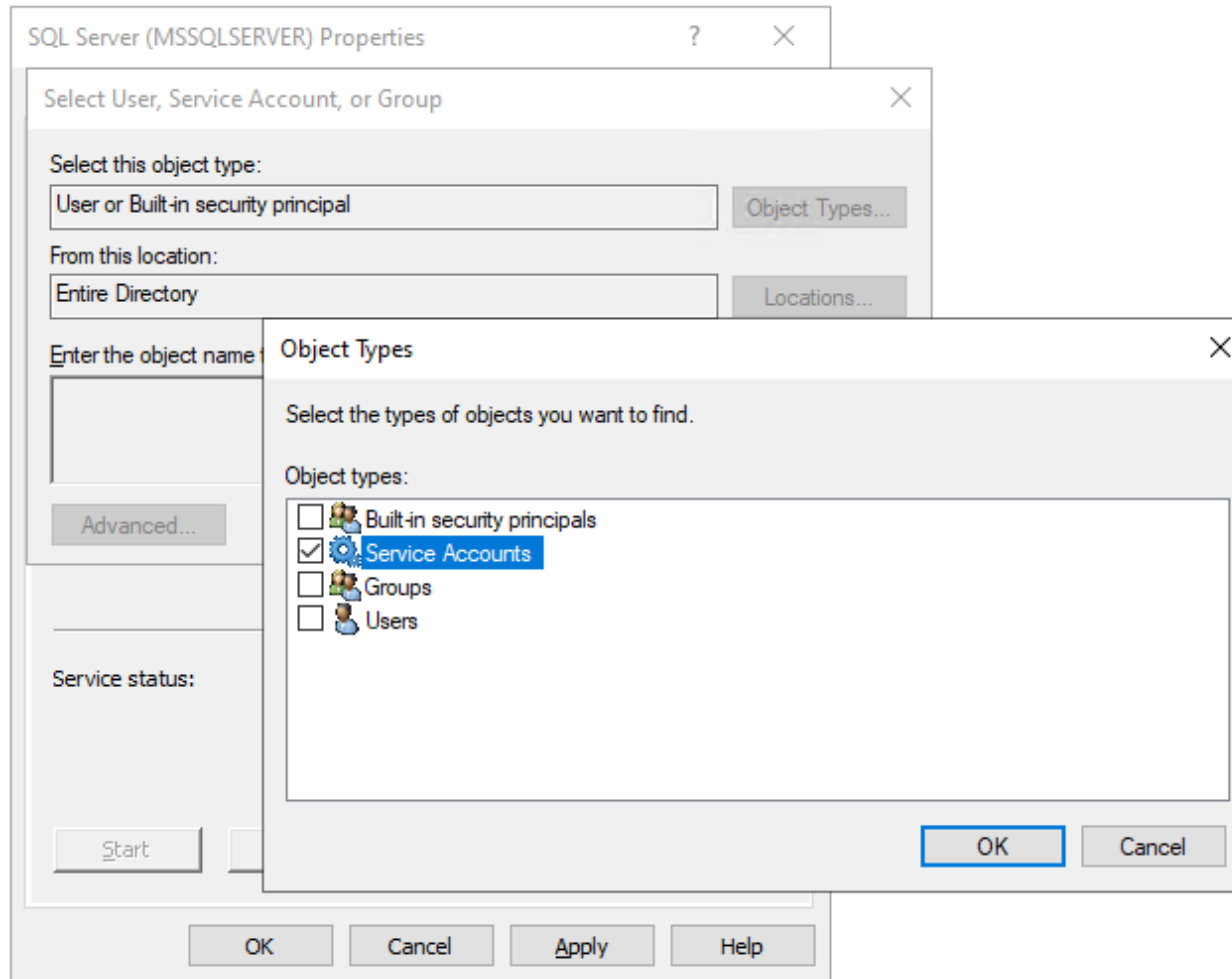 SQL Server (MSSQLSERVER) Properties
?
Select User, Service Account, or Group
Select this object type:
User or Built-in security principal
Object Types...
From this location:
Entire Directory
Locations...
Enter the object name
Object Types
Select the types of objects you want to find.
Object types:
Built-in security principals
Service Accounts
Groups
Users
Advanced...
Service status:
Start
OK
Cancel
OK
Cancel
Apply
Help